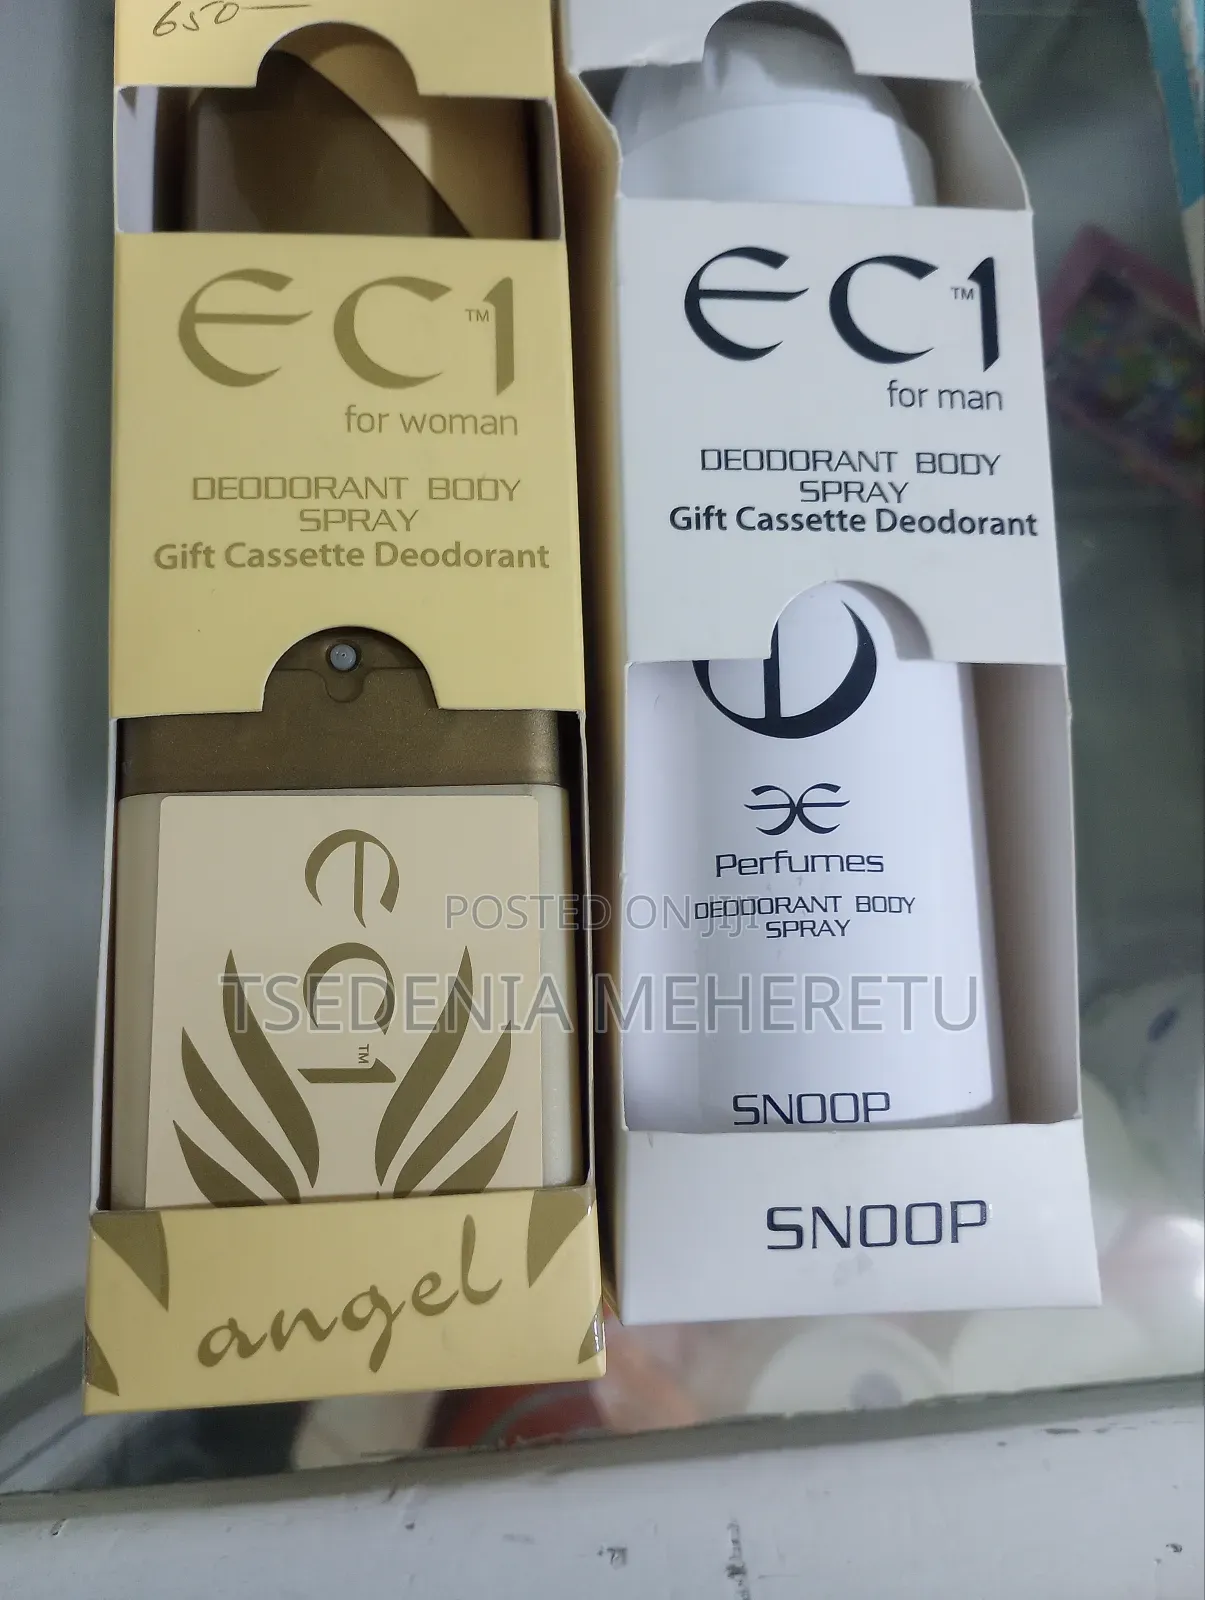 650
EC1
TM
for woman
DEODORANT BODY
SPRAY
Gift Cassette Deodorant
ec1
TM
angel
EC1
TM
for man
DEODORANT BODY
SPRAY
Gift Cassette Deodorant
Perfumes
DEODORANT BODY
SPRAY
SNOOP
SNOOP
POSTED ON JIJI
TSEDENIA MEHERETU